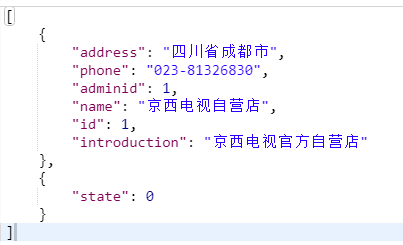 [
    {
        "address": "四川省成都市",
        "phone": "023-81326830",
        "adminid": 1,
        "name": "京西电视自营店",
        "id": 1,
        "introduction": "京西电视官方自营店"
    },
    {
        "state": 0
    }
]